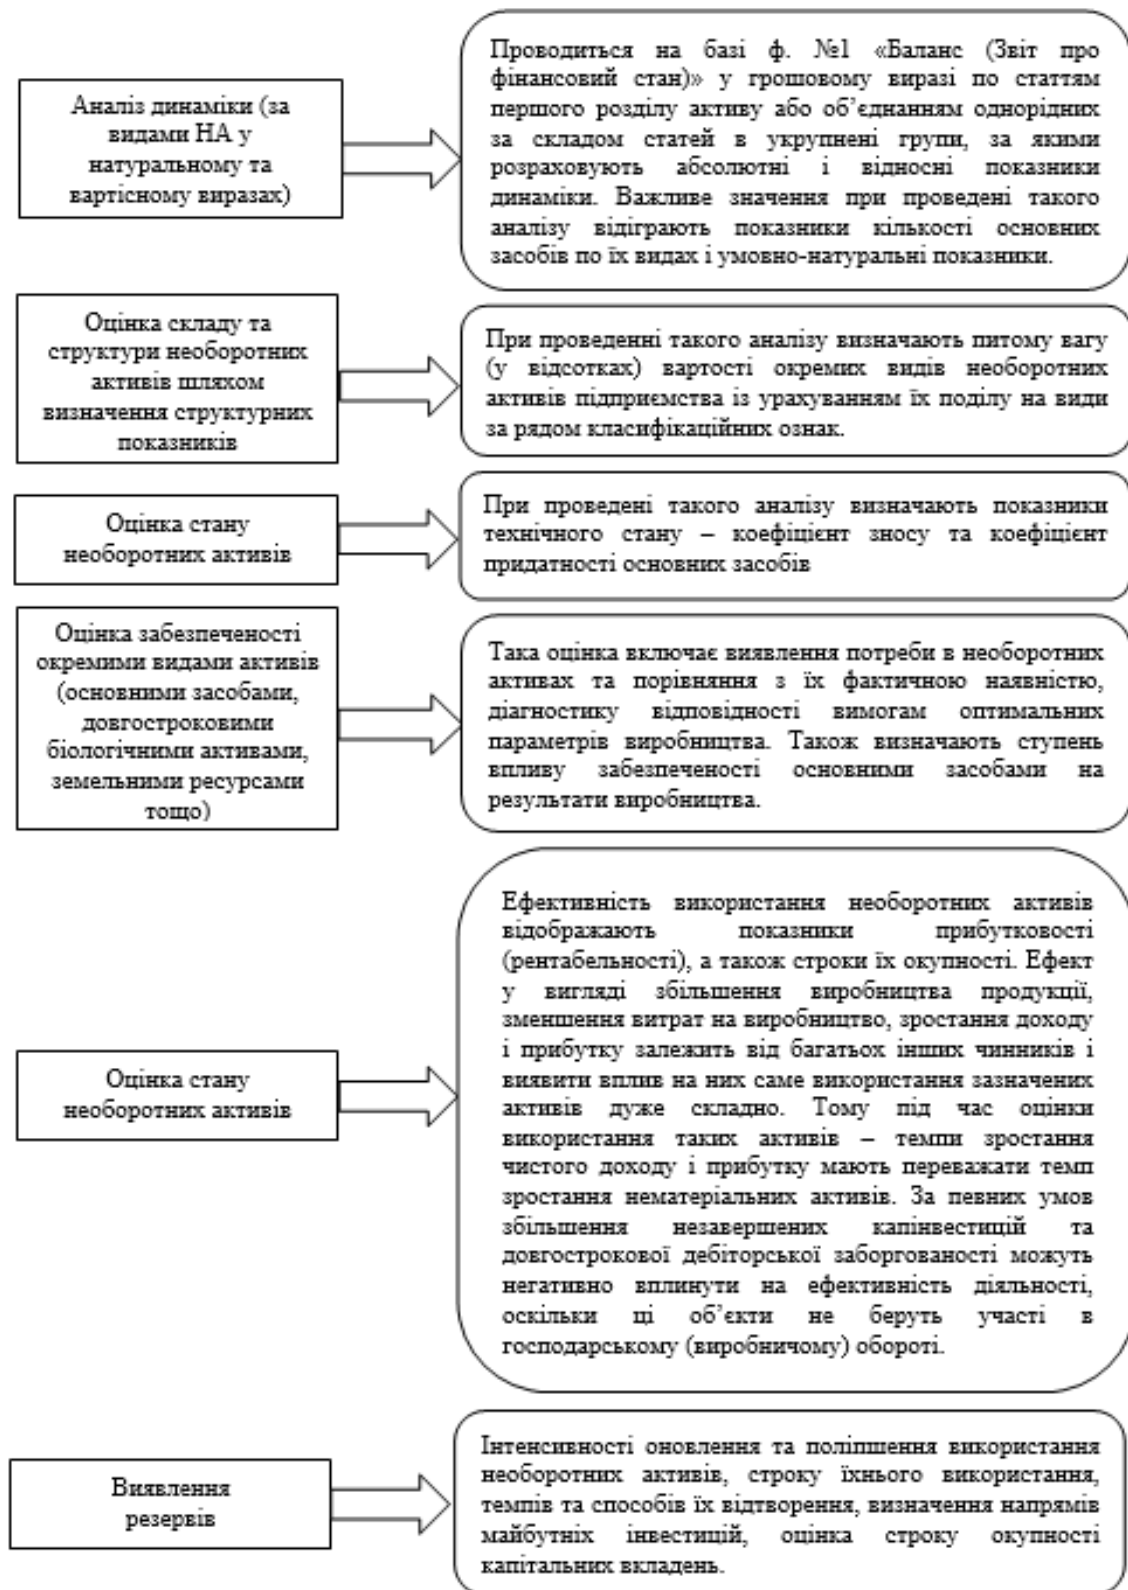 Аналіз динаміки (за
видами НА у
натуральному та
вартісному виразах)
Проводиться на базі ф. №1 «Баланс (Звіт про
фінансовий стан)» у грошовому виразі по статтям
першого розділу активу або об’єднанням однорідних
за складом статей в укрупнені групи, за якими
розраховують абсолютні і відносні показники
динаміки. Важливе значення при проведені такого
аналізу відіграють показники кількості основних
засобів по їх видах і умовно-натуральні показники.
Оцінка складу та
структури необоротних
активів шляхом
визначення структурних
показників
При проведенні такого аналізу визначають питому вагу
(у відсотках) вартості окремих видів необоротних
активів підприємства із урахуванням їх поділу на види
за рядом класифікаційних ознак.
Оцінка стану
необоротних активів
При проведені такого аналізу визначають показники
технічного стану – коефіцієнт зносу та коефіцієнт
придатності основних засобів
Оцінка забезпеченості
окремими видами активів
(основними засобами,
довгостроковими
біологічними активами,
земельними ресурсами
тощо)
Така оцінка включає виявлення потреби в необоротних
активах та порівняння з їх фактичною наявністю,
діагностику відповідності вимогам оптимальних
параметрів виробництва. Також визначають ступень
впливу забезпеченості основними засобами на
результати виробництва.
Оцінка стану
необоротних активів
Ефективність використання необоротних активів
відображають показники прибутковості
(рентабельності), а також строки їх окупності. Ефект
у вигляді збільшення виробництва продукції,
зменшення витрат на виробництво, зростання доходу
і прибутку залежить від багатьох інших чинників і
виявити вплив на них саме використання зазначених
активів дуже складно. Тому під час оцінки
використання таких активів – темпи зростання
чистого доходу і прибутку мають переважати темп
зростання нематеріальних активів. За певних умов
збільшення незавершених капінвестицій та
довгострокової дебіторської заборгованості можуть
негативно вплинути на ефективність діяльності,
оскільки ці об’єкти не беруть участі в
господарському (виробничому) обороті.
Виявлення
резервів
Інтенсивності оновлення та поліпшення використання
необоротних активів, строку їхнього використання,
темпів та способів їх відтворення, визначення напрямів
майбутніх інвестицій, оцінка строку окупності
капітальних вкладень.